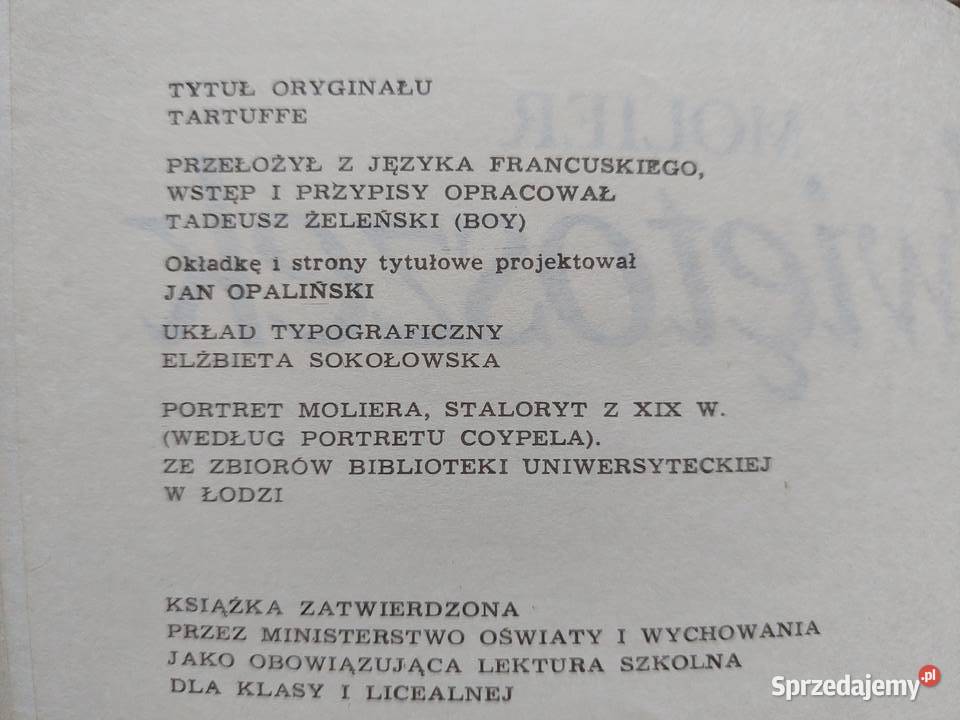 TYTUŁ ORYGINAŁU
TARTUFFE
PRZEŁOŻYŁ Z JĘZYKA FRANCUSKIEGO,
WSTĘP I PRZYPISY OPRACOWAŁ
TADEUSZ ŻELEŃSKI (BOY)
Okładkę i strony tytułowe projektował
JAN OPALIŃSKI
UKŁAD TYPOGRAFICZNY
ELŻBIETA SOKOŁOWSKA
PORTRET MOLIERA, STALORYT Z XIX W.
(WEDŁUG PORTRETU COYPELA).
ZE ZBIORÓW BIBLIOTEKI UNIWERSYTECKIEJ
W ŁODZI
KSIĄŻKA ZATWIERDZONA
PRZEZ MINISTERSTWO OŚWIATY I WYCHOWANIA
JAKO OBOWIĄZUJĄCA LEKTURA SZKOLNA
DLA KLASY I LICEALNEJ
MOLIER
Sprzedajemy.pl